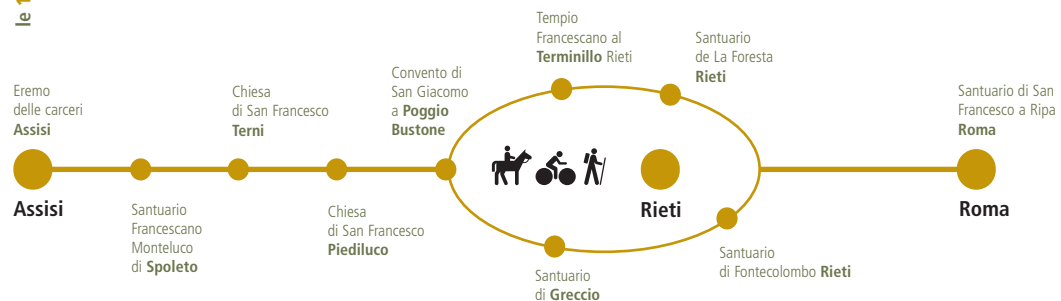 le 1
Eremo
delle carceri
Assisi
Assisi
Santuario
Francescano
Monteluco
di Spoleto
Chiesa
di San Francesco
Terni
Chiesa
di San Francesco
Piediluco
Convento di
San Giacomo
a Poggio
Bustone
Tempio
Francescano al
Terminillo Rieti
Santuario
de La Foresta
Rieti
Rieti
Santuario
di Greccio
Santuario
di Fontecolombo Rieti
Santuario di San
Francesco a Ripa
Roma
Roma